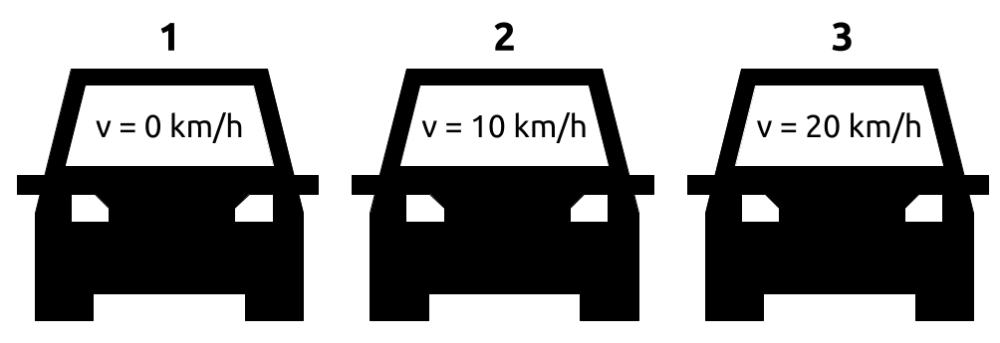 1 2 3
v = 0 km/h v = 10 km/h v = 20 km/h